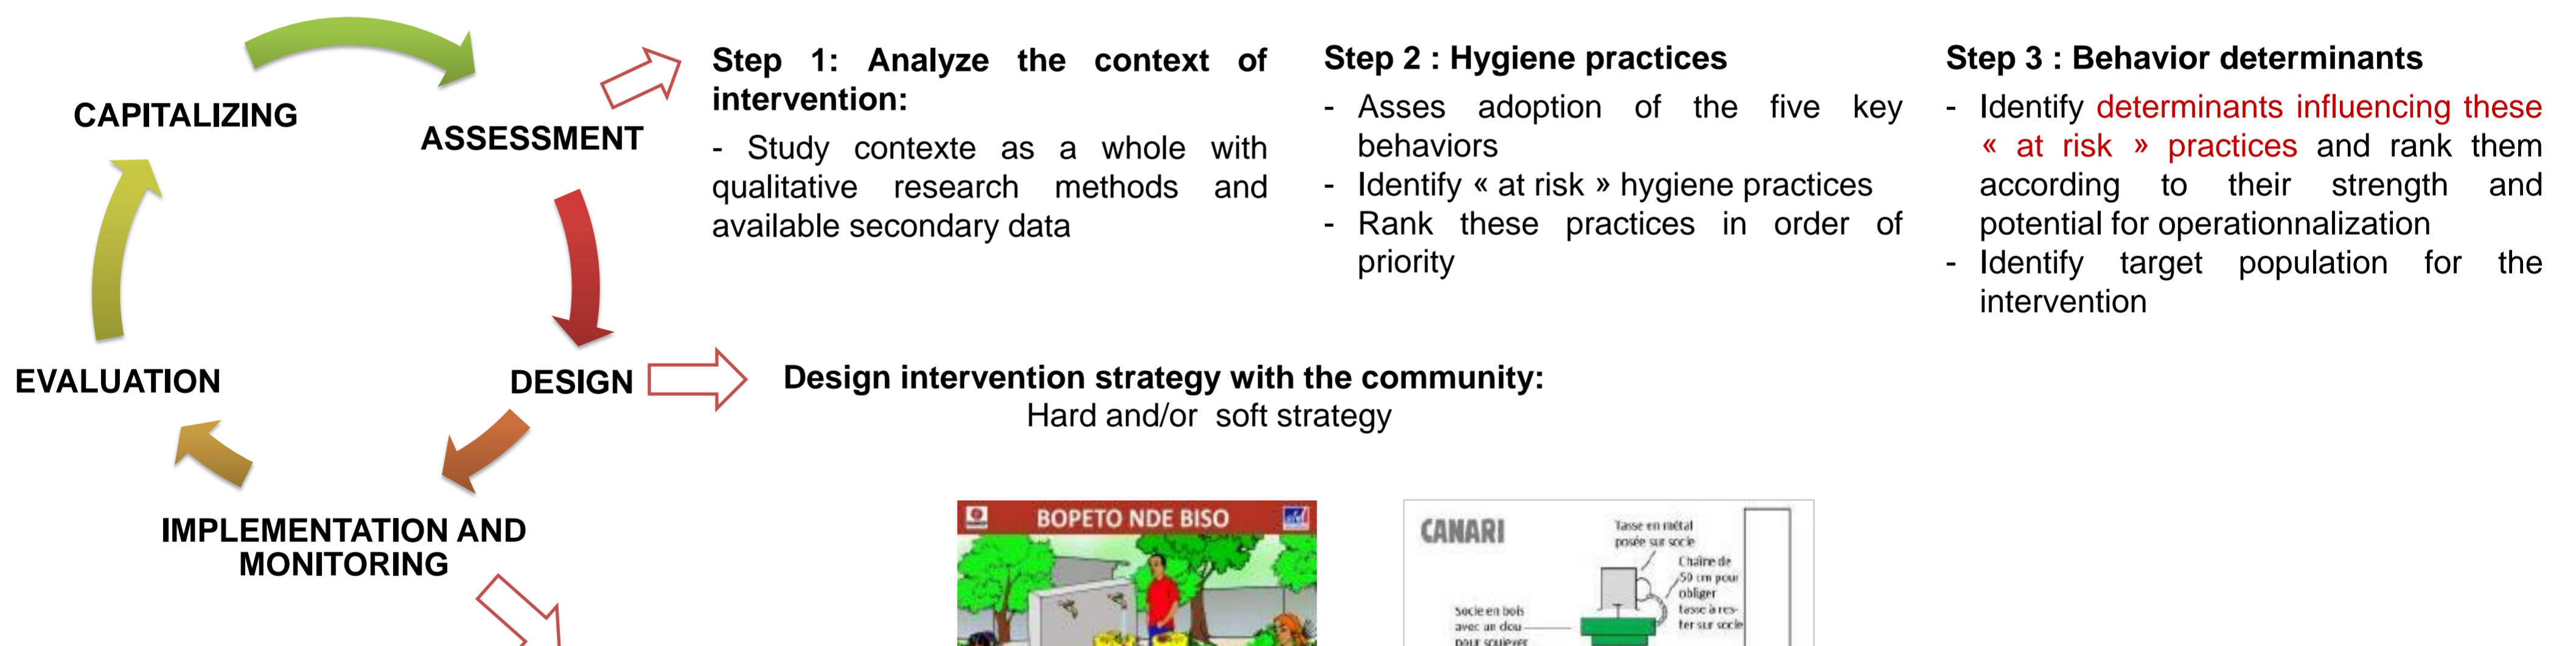 CAPITALIZING
ASSESSMENT
DESIGN
IMPLEMENTATION AND
MONITORING
EVALUATION
Step 1: Analyze the context of
intervention:
- Study contexte as a whole with
qualitative research methods and
available secondary data
Step 2 : Hygiene practices
- Asses adoption of the five key
behaviors
- Identify « at risk » hygiene practices
- Rank these practices in order of
priority
Step 3 : Behavior determinants
- Identify determinants influencing these
« at risk » practices and rank them
according to their strength and
potential for operationnalization
- Identify target population for the
intervention
Design intervention strategy with the community:
Hard and/or soft strategy
BOPETO NDE BISO
CANARI
Tasse en métal
posée sur socle
Chaîne de
50 cm pour
obliger
tasse à res-
ter sur socle
Socle en bois
avec un clou
pour soulever